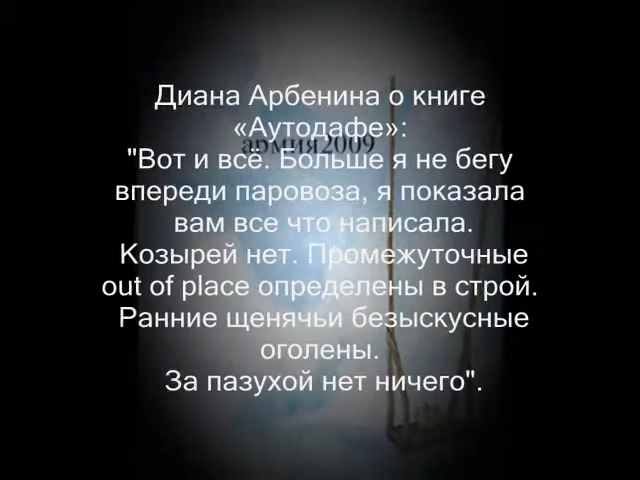 Диана Арбенина о книге
«Аутодафе»:
армия2009
"Вот и всё. Больше я не бегу
впереди паровоза, я показала
вам все что написала.
Козырей нет. Промежуточные
out of place определены в строй.
Ранние щенячьи безыскусные
оголены.
За пазухой нет ничего".